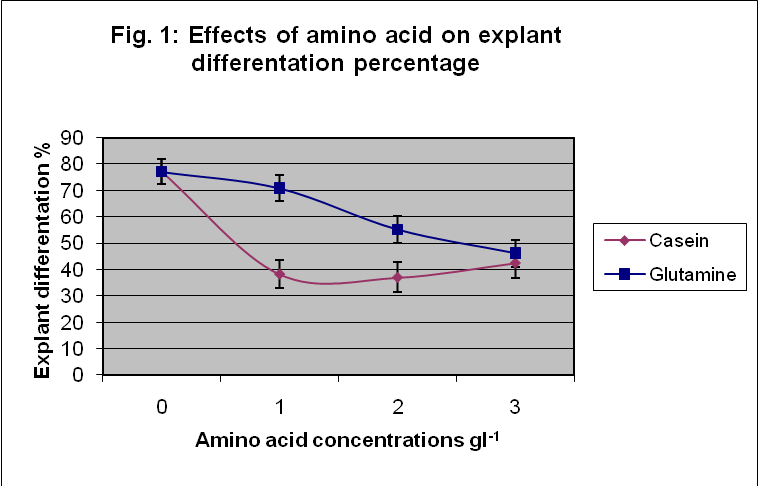 Fig. 1: Effects of amino acid on explant
differentation percentage
Explant differentation %
90
80
70
60
50
40
30
20
10
0
0 1 2 3
Amino acid concentrations gl⁻¹
Casein
Glutamine